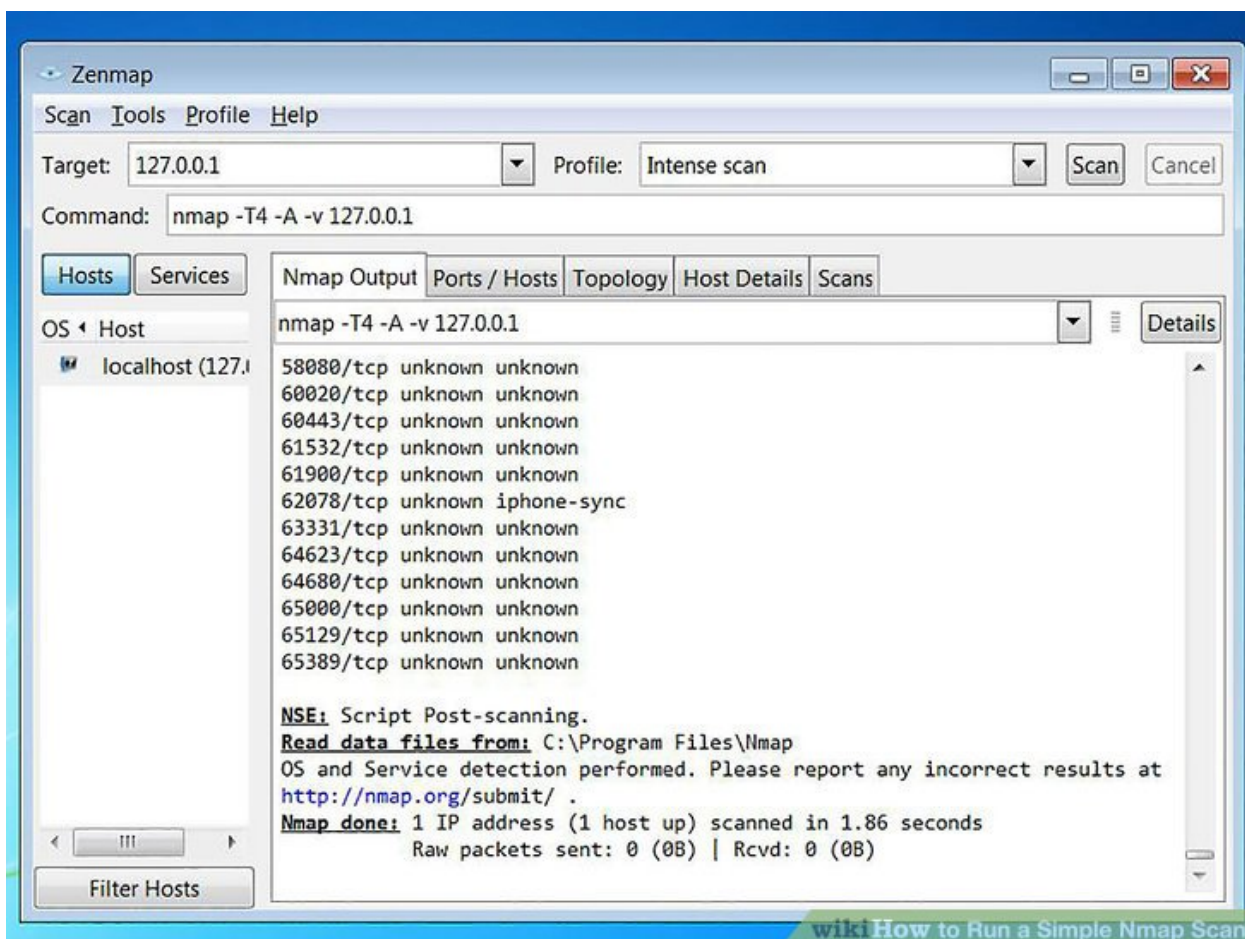 Zenmap
Scan Tools Profile Help
Target: 127.0.0.1 Profile: Intense scan Scan Cancel
Command: nmap -T4 -A -v 127.0.0.1
Hosts Services
Nmap Output Ports / Hosts Topology Host Details Scans
OS Host
nmap -T4 -A -v 127.0.0.1 Details
localhost (127.
58080/tcp unknown unknown
60020/tcp unknown unknown
60443/tcp unknown unknown
61532/tcp unknown unknown
61900/tcp unknown unknown
62078/tcp unknown iphone-sync
63331/tcp unknown unknown
64623/tcp unknown unknown
64680/tcp unknown unknown
65000/tcp unknown unknown
65129/tcp unknown unknown
65389/tcp unknown unknown
NSE: Script Post-scanning.
Read data files from: C:\Program Files\Nmap
OS and Service detection performed. Please report any incorrect results at
http://nmap.org/submit/ .
Nmap done: 1 IP address (1 host up) scanned in 1.86 seconds
Raw packets sent: 0 (0B) | Rcvd: 0 (0B)
Filter Hosts
wikiHow to Run a Simple Nmap Scan